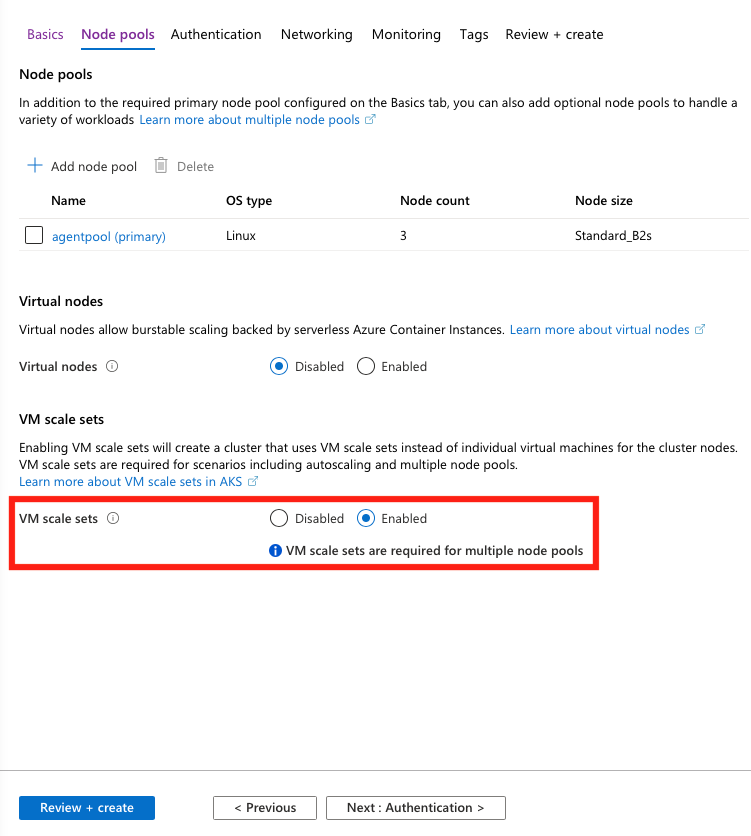 Basics Node pools Authentication Networking Monitoring Tags Review + create
Node pools
In addition to the required primary node pool configured on the Basics tab, you can also add optional node pools to handle a
variety of workloads Learn more about multiple node pools
Add node pool Delete
Name OS type Node count Node size
agentpool (primary) Linux 3 Standard_B2s
Virtual nodes
Virtual nodes allow burstable scaling backed by serverless Azure Container Instances. Learn more about virtual nodes
Virtual nodes Disabled Enabled
VM scale sets
Enabling VM scale sets will create a cluster that uses VM scale sets instead of individual virtual machines for the cluster nodes.
VM scale sets are required for scenarios including autoscaling and multiple node pools.
Learn more about VM scale sets in AKS
VM scale sets Disabled Enabled
VM scale sets are required for multiple node pools
Review + create < Previous Next : Authentication >